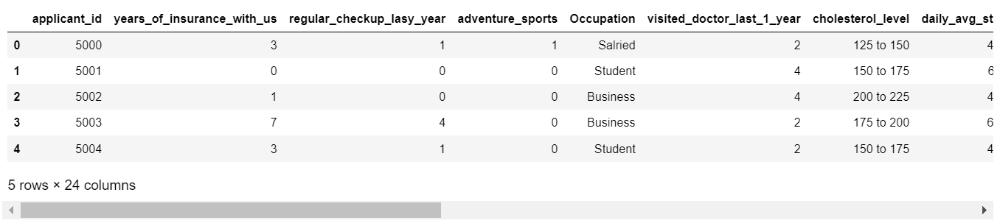 applicant_id years_of_insurance_with_us regular_checkup_lasy_year adventure_sports Occupation visited_doctor_last_1_year cholesterol_level daily_avg_st
0 5000 3 1 1 Salried 2 125 to 150 4
1 5001 0 0 0 Student 4 150 to 175 6
2 5002 1 0 0 Business 4 200 to 225 4
3 5003 7 4 0 Business 2 175 to 200 6
4 5004 3 1 0 Student 2 150 to 175 4
5 rows × 24 columns